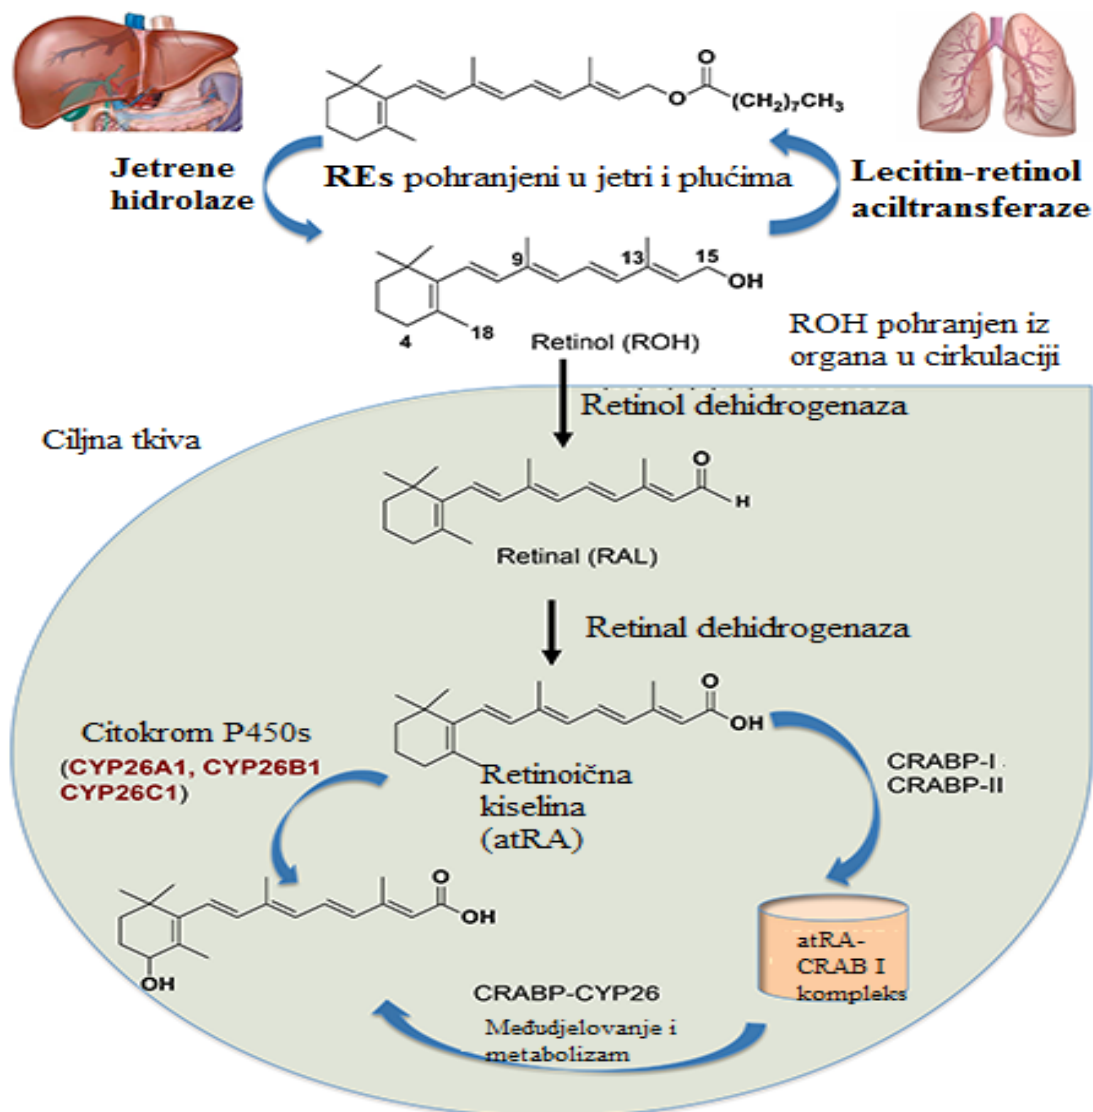 O
O
(CH₂)₇CH₃
Jetrene
hidrolaze
REs pohranjeni u jetri i plućima
Lecitin-retinol
aciltransferaze
9
13
15
OH
4
18
Retinol (ROH)
ROH pohranjen iz
organa u cirkulaciji
Retinol dehidrogenaza
Ciljna tkiva
O
H
Retinal (RAL)
Retinal dehidrogenaza
O
OH
Citokrom P450s
(CYP26A1, CYP26B1
CYP26C1)
Retinoična
kiselina
(atRA)
CRABP-I
CRABP-II
O
OH
OH
atRA-
CRAB I
kompleks
CRABP-CYP26
Međudjelovanje i
metabolizam